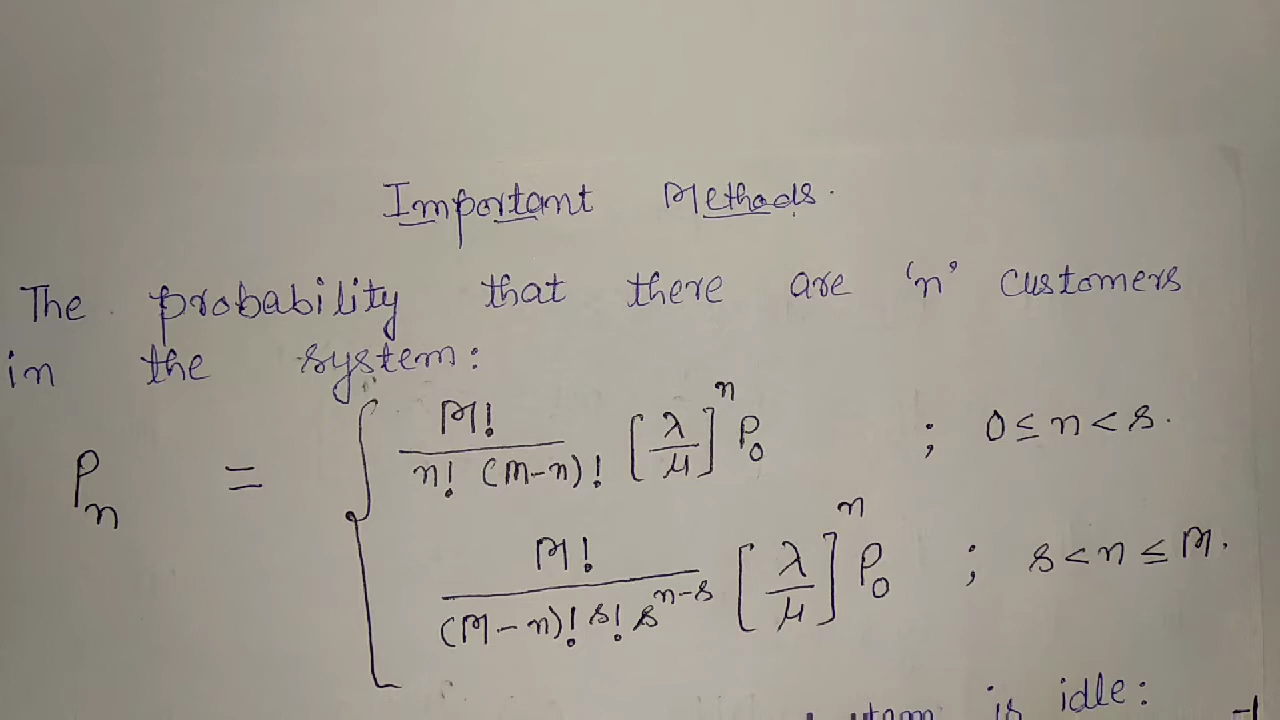 Important Methods.
The probability that there are 'n' customers
in the system:
P_n = { M! / n! (M-n)! [λ/μ]^n P_0 ; 0 ≤ n < s.
M! / (M-n)! s! s^(n-s) [λ/μ]^n P_0 ; s < n ≤ M.
is idle: